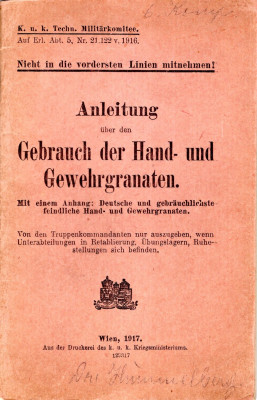 K. u. k. Techn. Militärkomitee.
Auf Erl. Abt. 5, Nr. 21.122 v. 1916.
Nicht in die vordersten Linien mitnehmen!
Anleitung
über den
Gebrauch der Hand- und
Gewehrgranaten.
Mit einem Anhang: Deutsche und gebräuchlichste
feindliche Hand- und Gewehrgranaten.
Von den Truppenkommandanten nur auszugeben, wenn
Unterabteilungen in Retablierung, Übungslagern, Ruhe-
stellungen sich befinden.
Wien, 1917.
Aus der Druckerei des k. u. k. Kriegsministeriums.